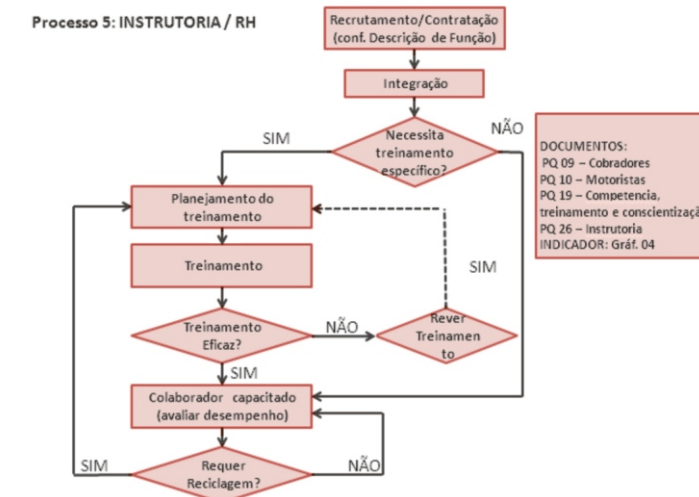 Processo 5: INSTRUTORIA / RH
Recrutamento/Contratação
(conf. Descrição de Função)
Integração
Necessita
treinamento
específico?
SIM
NÃO
DOCUMENTOS:
PQ 09 – Cobradores
PQ 10 – Motoristas
PQ 19 – Competencia,
treinamento e conscientizaçã
PQ 26 – Instrutoria
INDICADOR: Gráf. 04
Planejamento do
treinamento
Treinamento
SIM
Treinamento
Eficaz?
NÃO
Rever
Treinamen
to
SIM
Colaborador capacitado
(avaliar desempenho)
SIM
Requer
Reciclagem?
NÃO